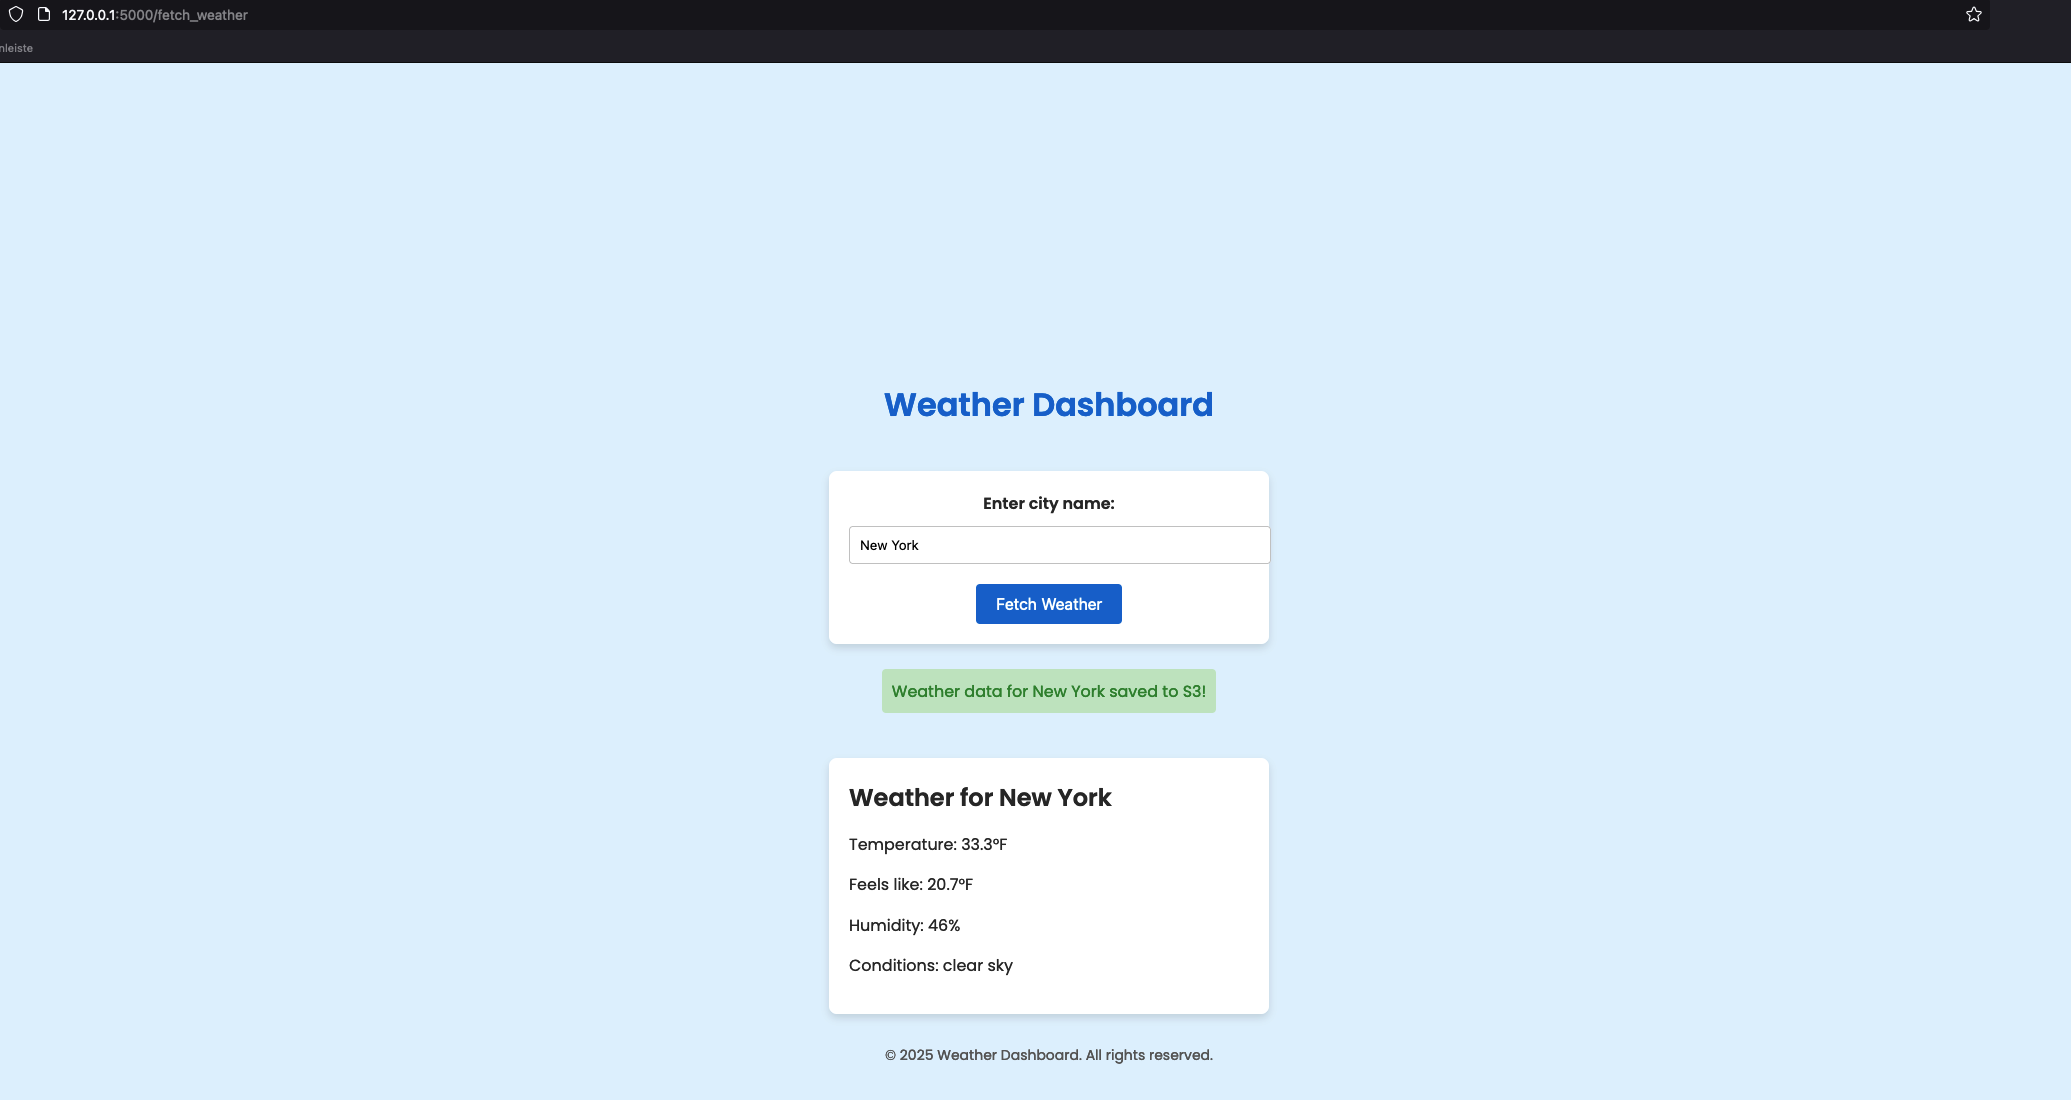 127.0.0.1:5000/fetch_weather
nleiste
Weather Dashboard
Enter city name:
New York
Fetch Weather
Weather data for New York saved to S3!
Weather for New York
Temperature: 33.3°F
Feels like: 20.7°F
Humidity: 46%
Conditions: clear sky
© 2025 Weather Dashboard. All rights reserved.